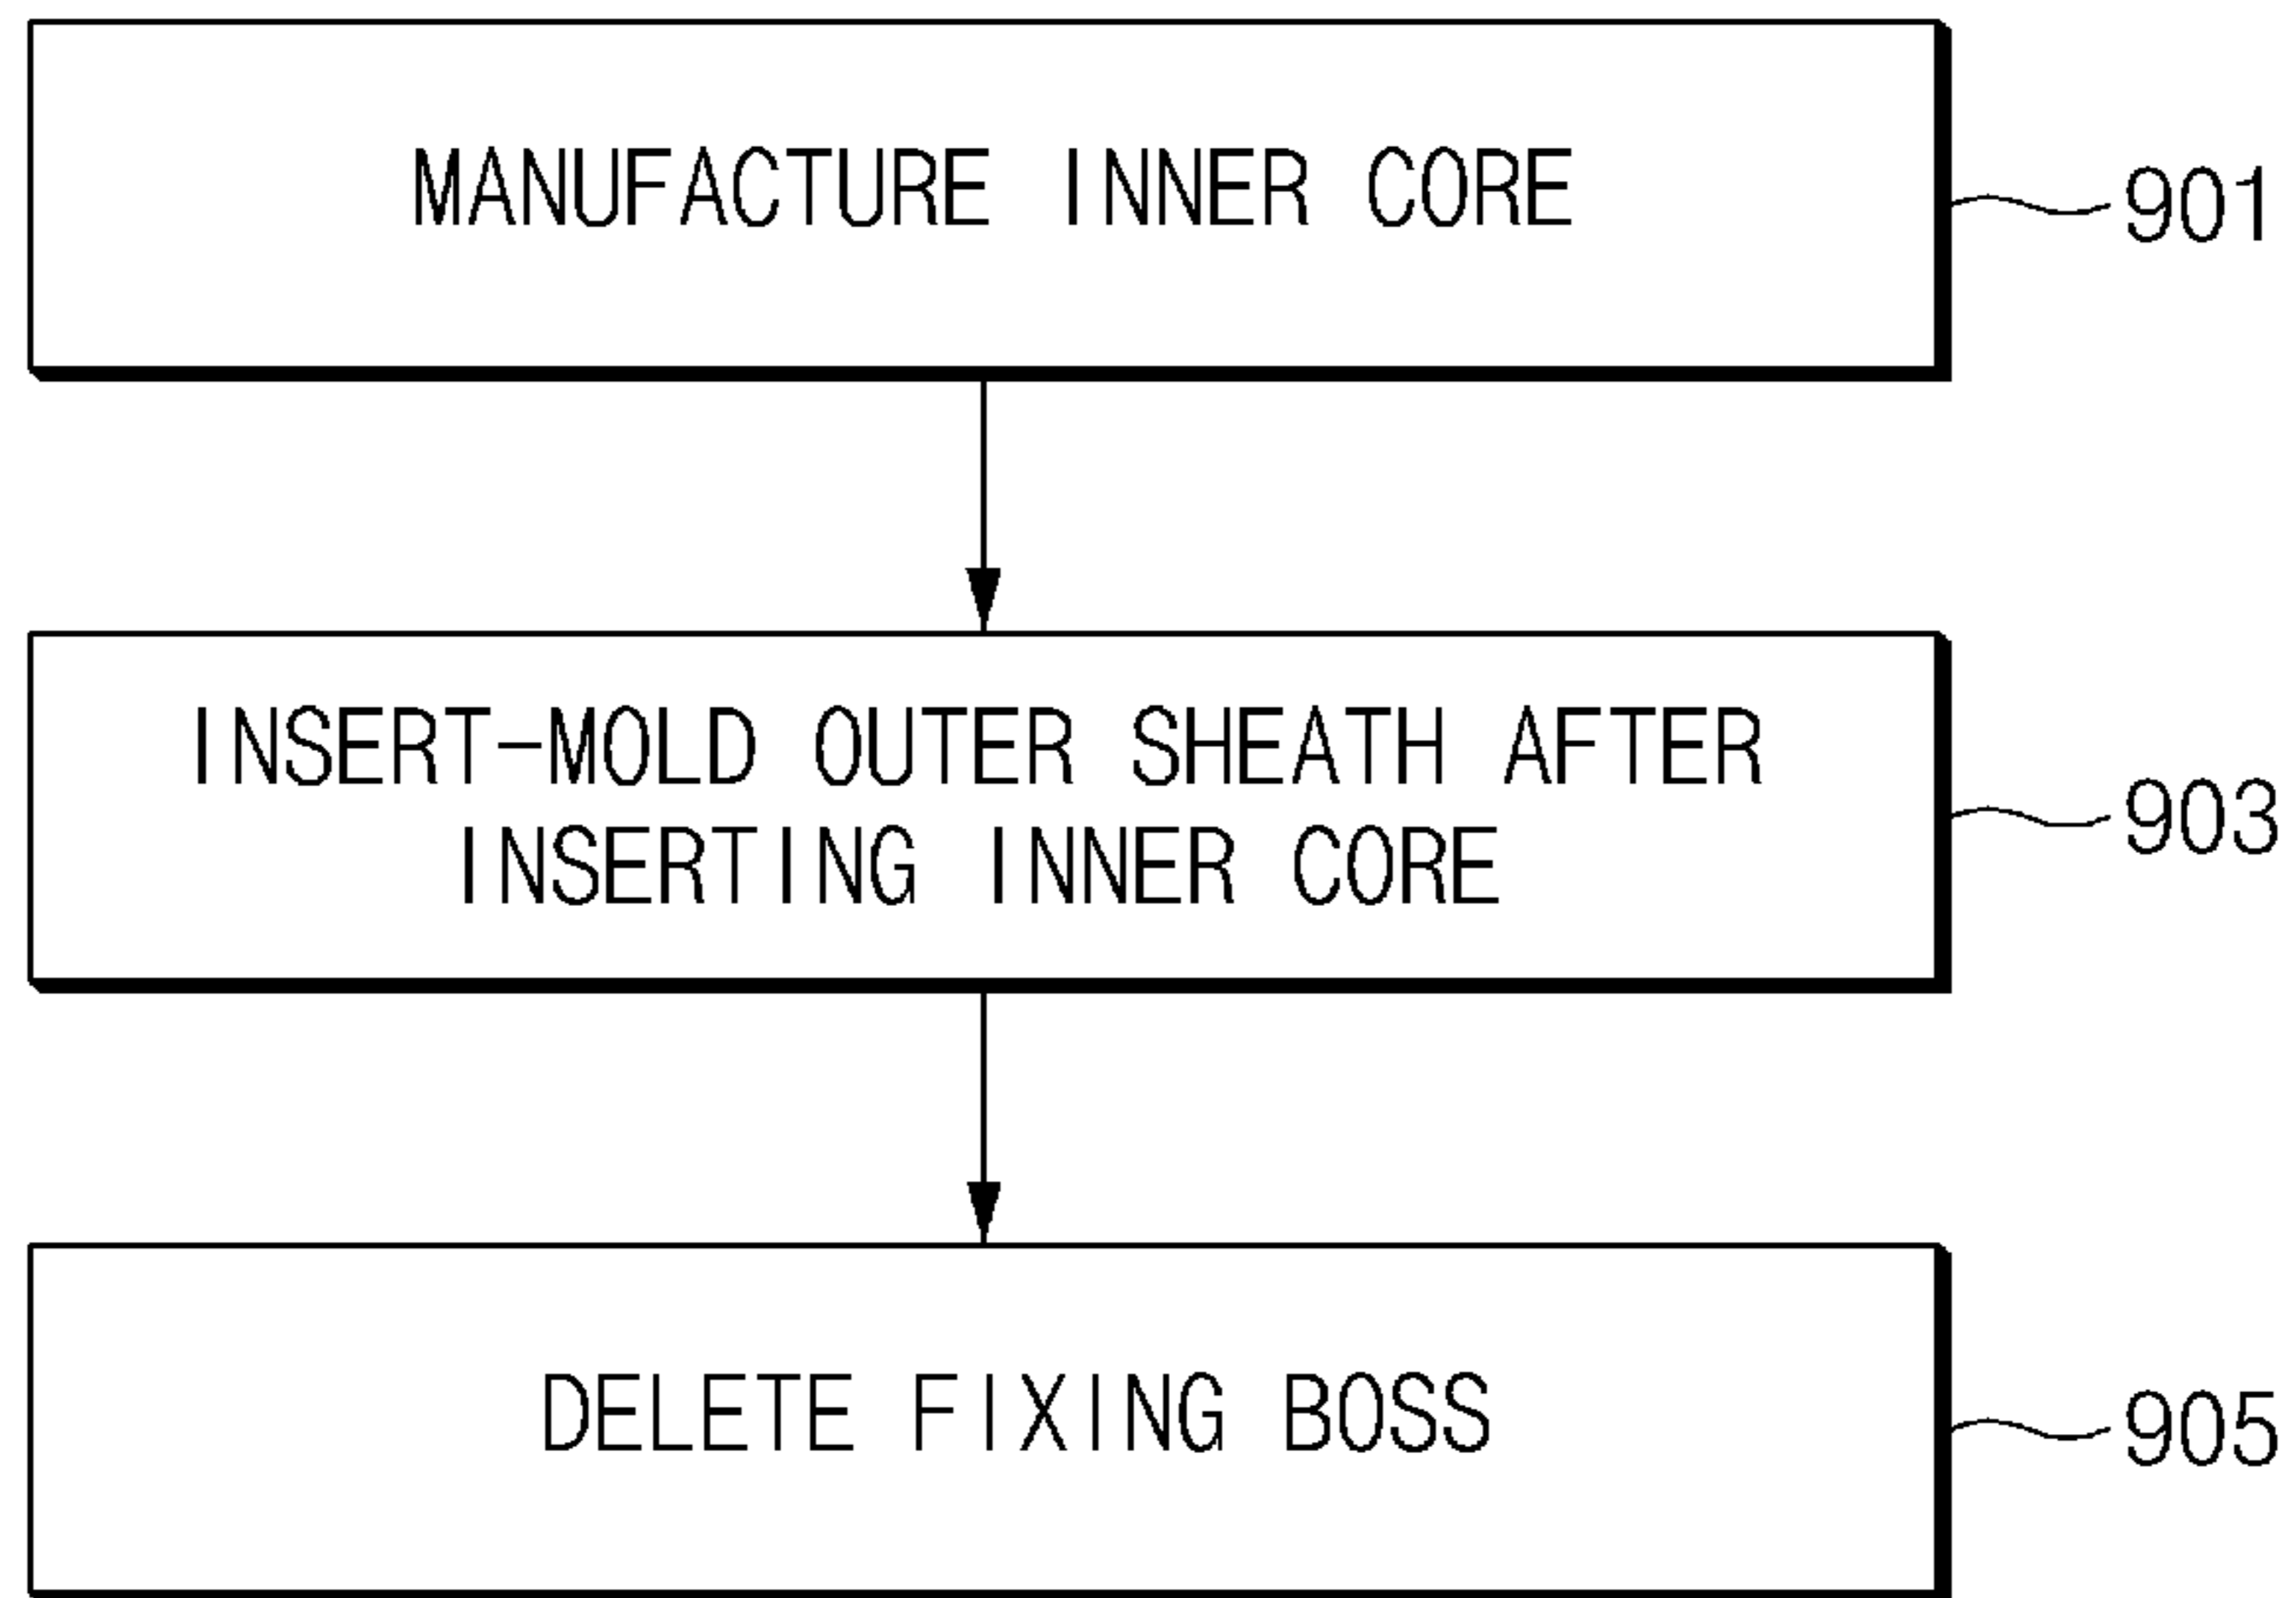 MANUFACTURE INNER CORE
901
INSERT-MOLD OUTER SHEATH AFTER
INSERTING INNER CORE
903
DELETE FIXING BOSS
905